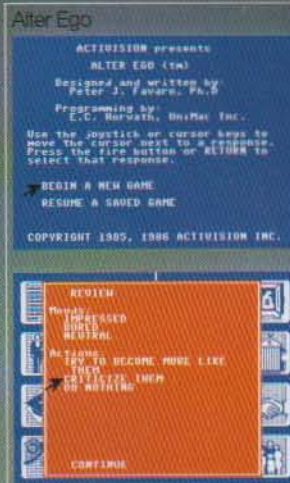 Alter Ego
ACTIVISION presents
ALTER EGO (tm)
Designed and written by:
Peter J. Favaro, Ph.D
Programming by:
E.C. Horvath, UniMac Inc.
Use the joystick or cursor keys to
move the cursor next to a response.
Press the fire button or RETURN to
select that response.
BEGIN A NEW GAME
RESUME A SAVED GAME
COPYRIGHT 1985, 1986 ACTIVISION INC.
REVIEW
Moods
IMPRESSED
BORED
NEUTRAL
Actions
TRY TO BECOME MORE LIKE
THEM
CRITICIZE THEM
DO NOTHING
CONTINUE